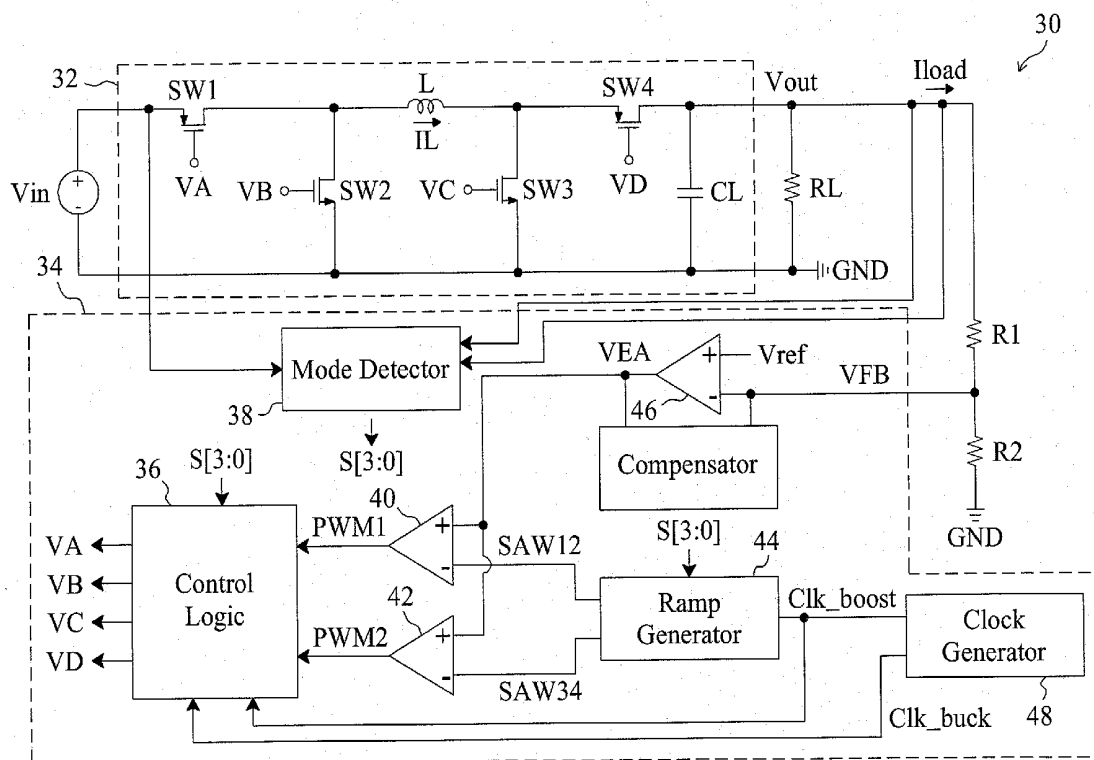 30
32
SW1
L
SW4
Vout
Iload
IL
VA
VD
Vin
+
-
VB
SW2
VC
SW3
CL
RL
GND
34
Mode Detector
38
S[3:0]
VEA
+
-
Vref
46
VFB
R1
Compensator
R2
GND
36
S[3:0]
Control
Logic
VA
VB
VC
VD
PWM1
40
+
-
SAW12
PWM2
42
+
-
SAW34
S[3:0]
44
Ramp
Generator
Clk_boost
Clock
Generator
48
Clk_buck